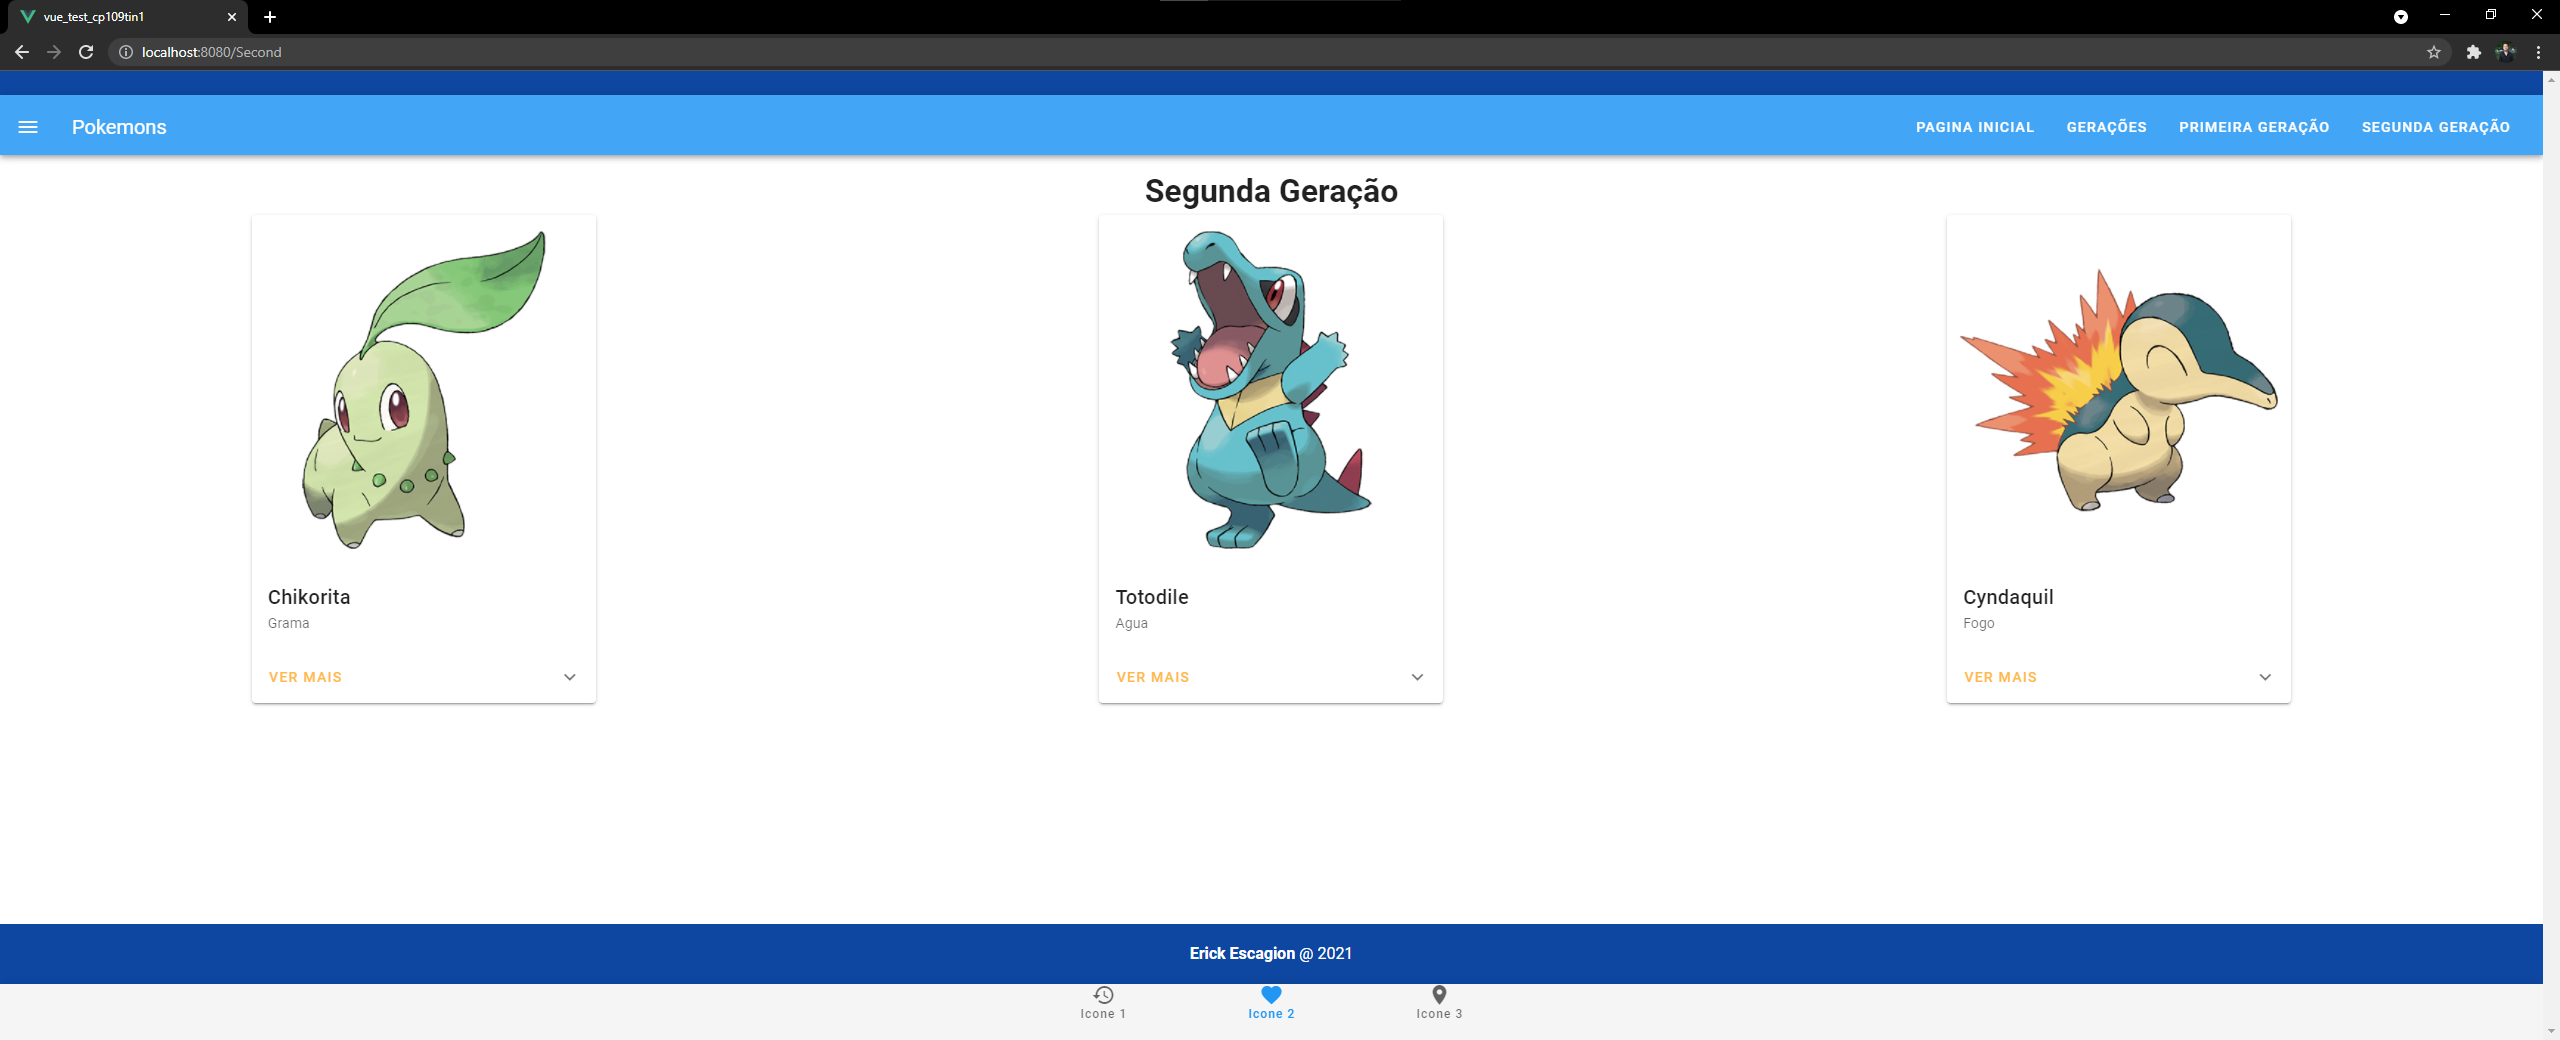 vue_test_cp109tin1
localhost:8080/Second
Pokemons
PAGINA INICIAL
GERAÇÕES
PRIMEIRA GERAÇÃO
SEGUNDA GERAÇÃO
Segunda Geração
Chikorita
Grama
VER MAIS
Totodile
Agua
VER MAIS
Cyndaquil
Fogo
VER MAIS
Erick Escagion @ 2021
Icone 1
Icone 2
Icone 3